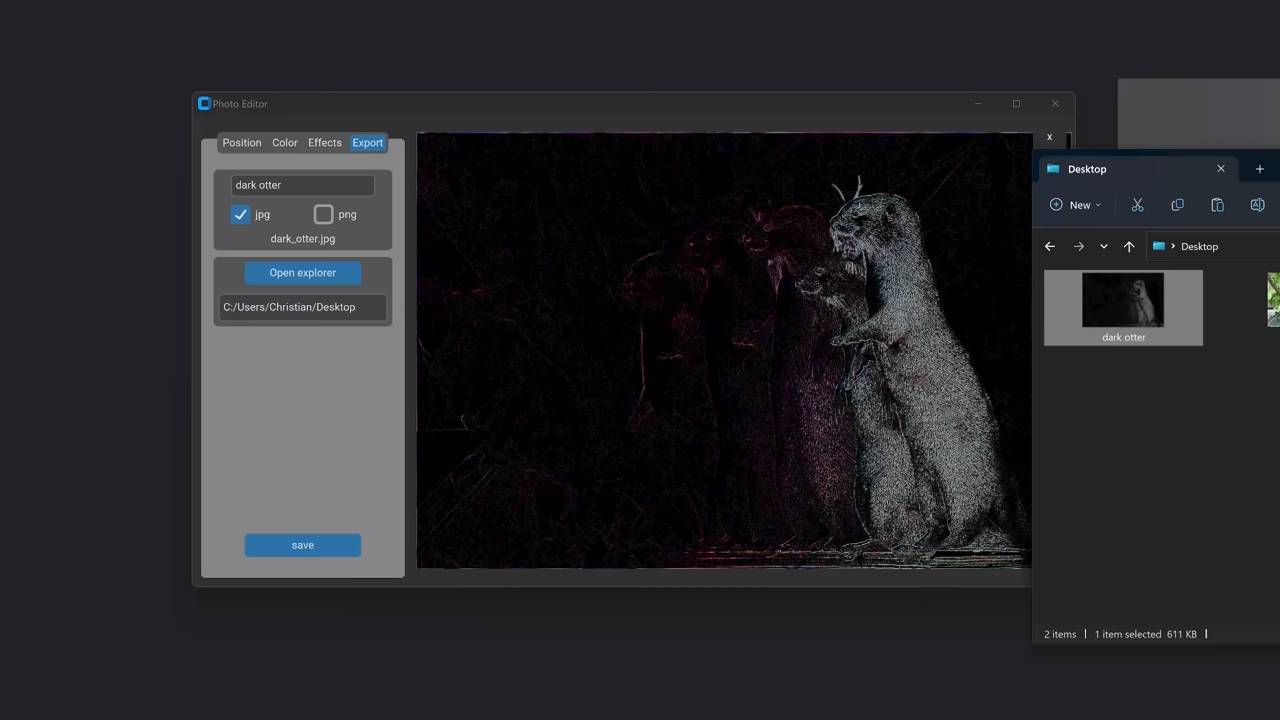 Photo Editor
Position Color Effects Export
dark otter
jpg png
dark_otter.jpg
Open explorer
C:/Users/Christian/Desktop
save
x
Desktop
New
Desktop
dark otter
2 items 1 item selected 611 KB